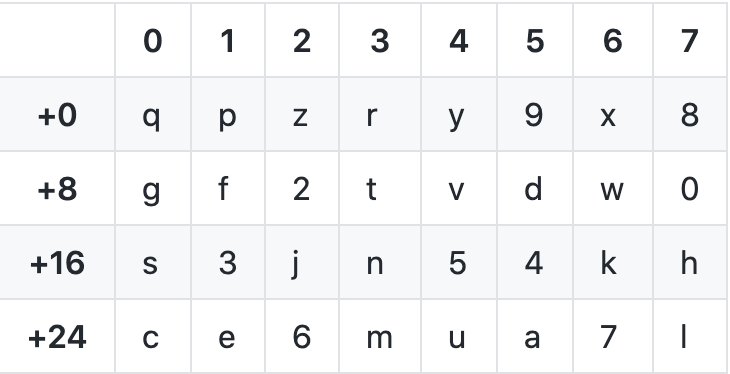 0 1 2 3 4 5 6 7
+0 q p z r y 9 x 8
+8 g f 2 t v d w 0
+16 s 3 j n 5 4 k h
+24 c e 6 m u a 7 l